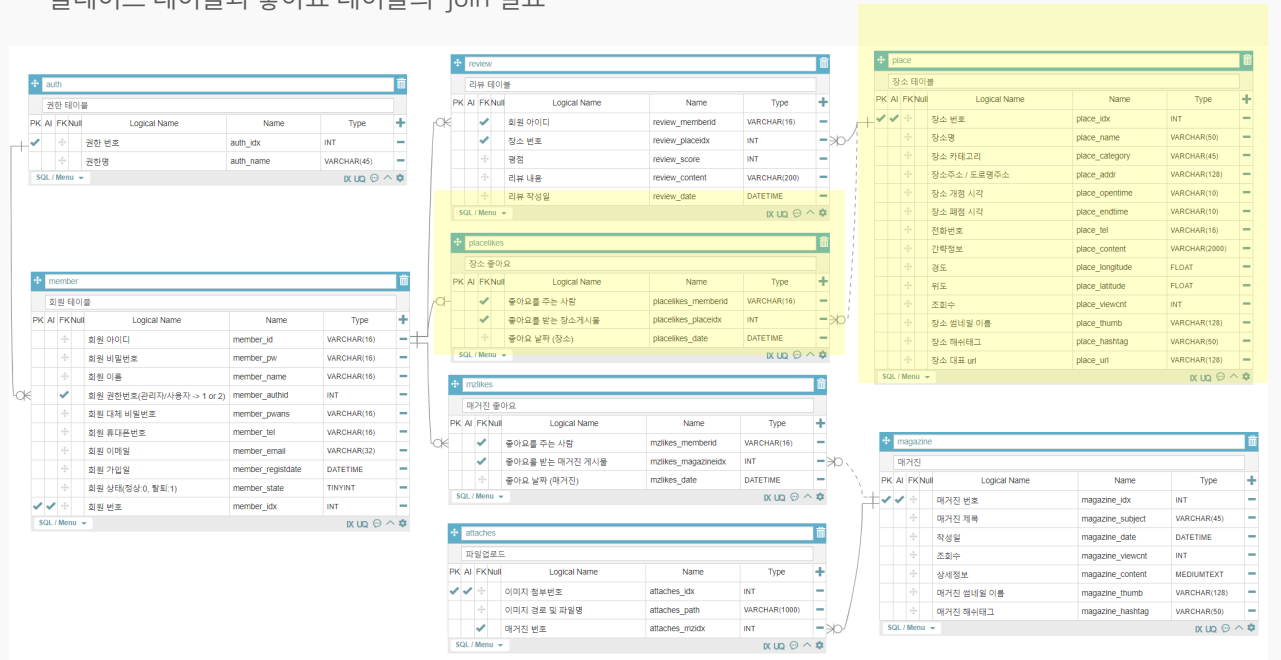 플레이스 테이블과 좋아요 테이블의 join 필요
auth
권한 테이블
PK AI FK Null Logical Name Name Type
권한 번호 auth_idx INT
권한명 auth_name VARCHAR(45)
SQL / Menu IX UQ
member
회원 테이블
PK AI FK Null Logical Name Name Type
회원 아이디 member_id VARCHAR(16)
회원 비밀번호 member_pw VARCHAR(16)
회원 이름 member_name VARCHAR(16)
회원 권한번호(관리자/사용자 -> 1 or 2) member_authid INT
회원 대체 비밀번호 member_pwans VARCHAR(16)
회원 휴대폰번호 member_tel VARCHAR(16)
회원 이메일 member_email VARCHAR(32)
회원 가입일 member_registdate DATETIME
회원 상태(정상:0, 탈퇴:1) member_state TINYINT
회원 번호 member_idx INT
SQL / Menu IX UQ
review
리뷰 테이블
PK AI FK Null Logical Name Name Type
회원 아이디 review_memberid VARCHAR(16)
장소 번호 review_placeidx INT
평점 review_score INT
리뷰 내용 review_content VARCHAR(200)
리뷰 작성일 review_date DATETIME
SQL / Menu IX UQ
placelikes
장소 좋아요
PK AI FK Null Logical Name Name Type
좋아요를 주는 사람 placelikes_memberid VARCHAR(16)
좋아요를 받는 장소게시물 placelikes_placeidx INT
좋아요 날짜 (장소) placelikes_date DATETIME
SQL / Menu IX UQ
mzlikes
매거진 좋아요
PK AI FK Null Logical Name Name Type
좋아요를 주는 사람 mzlikes_memberid VARCHAR(16)
좋아요를 받는 매거진 게시물 mzlikes_magazineidx INT
좋아요 날짜 (매거진) mzlikes_date DATETIME
SQL / Menu IX UQ
attaches
파일업로드
PK AI FK Null Logical Name Name Type
이미지 첨부번호 attaches_idx INT
이미지 경로 및 파일명 attaches_path VARCHAR(1000)
매거진 번호 attaches_mzidx INT
SQL / Menu IX UQ
place
장소 테이블
PK AI FK Null Logical Name Name Type
장소 번호 place_idx INT
장소명 place_name VARCHAR(50)
장소 카테고리 place_category VARCHAR(45)
장소주소 / 도로명주소 place_addr VARCHAR(128)
장소 개점 시각 place_opentime VARCHAR(10)
장소 폐점 시각 place_endtime VARCHAR(10)
전화번호 place_tel VARCHAR(16)
간략정보 place_content VARCHAR(2000)
경도 place_longitude FLOAT
위도 place_latitude FLOAT
조회수 place_viewcnt INT
장소 썸네일 이름 place_thumb VARCHAR(128)
장소 해쉬태그 place_hashtag VARCHAR(50)
장소 대표 url place_url VARCHAR(128)
SQL / Menu IX UQ
magazine
매거진
PK AI FK Null Logical Name Name Type
매거진 번호 magazine_idx INT
매거진 제목 magazine_subject VARCHAR(45)
작성일 magazine_date DATETIME
조회수 magazine_viewcnt INT
상세정보 magazine_content MEDIUMTEXT
매거진 썸네일 이름 magazine_thumb VARCHAR(128)
매거진 해쉬태그 magazine_hashtag VARCHAR(50)
SQL / Menu IX UQ